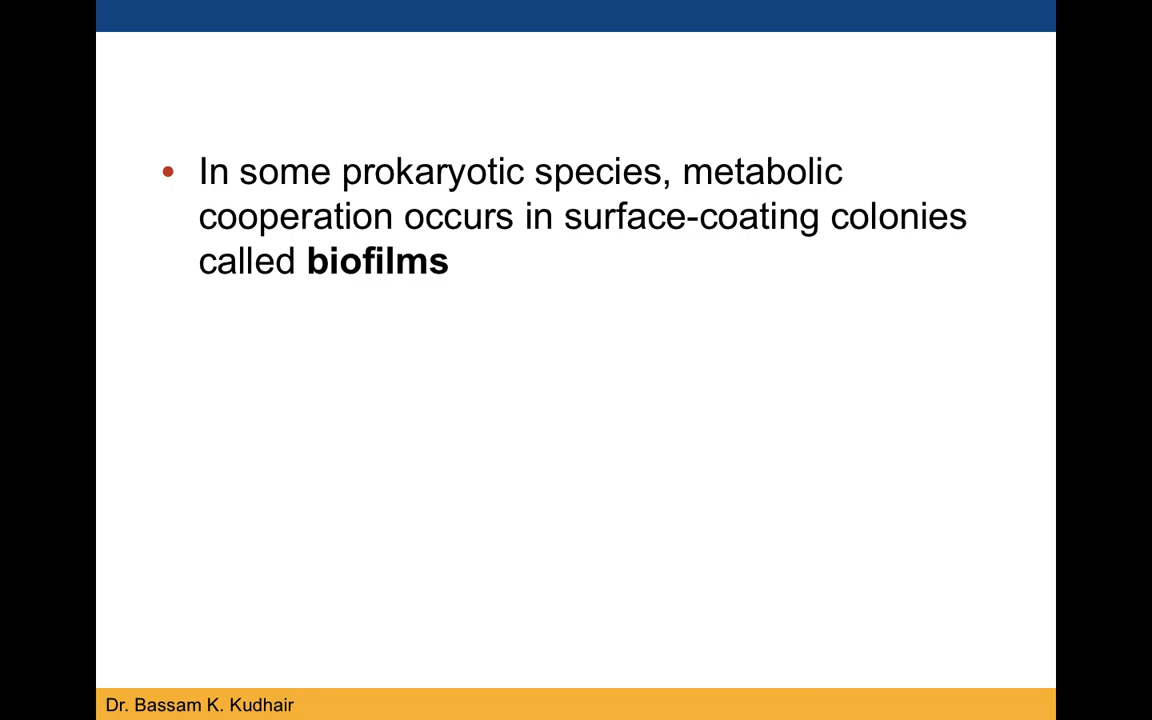 • In some prokaryotic species, metabolic
cooperation occurs in surface-coating colonies
called biofilms
Dr. Bassam K. Kudhair